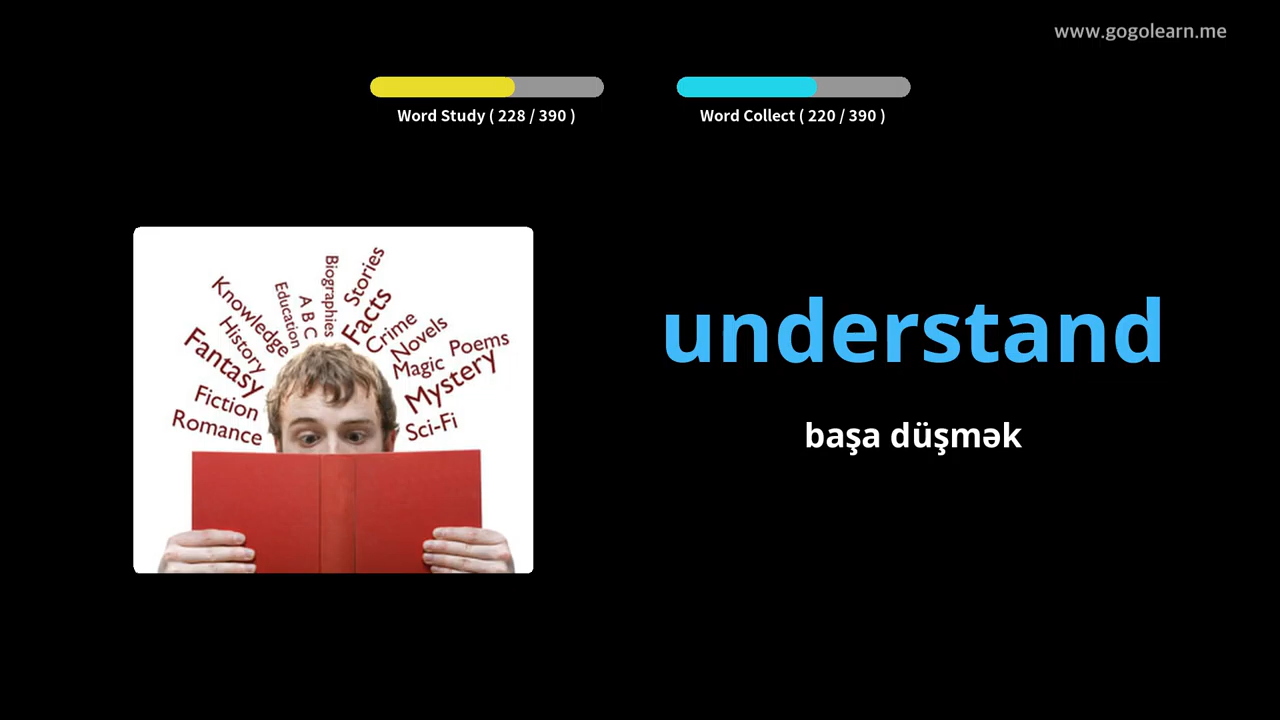 www.gogolearn.me
Word Study ( 228 / 390 )
Word Collect ( 220 / 390 )
Biographies
Stories
Education
A B C
Facts
Knowledge
Crime
History
Novels
Fantasy
Magic
Poems
Mystery
Fiction
Romance
Sci-Fi
understand
başa düşmək